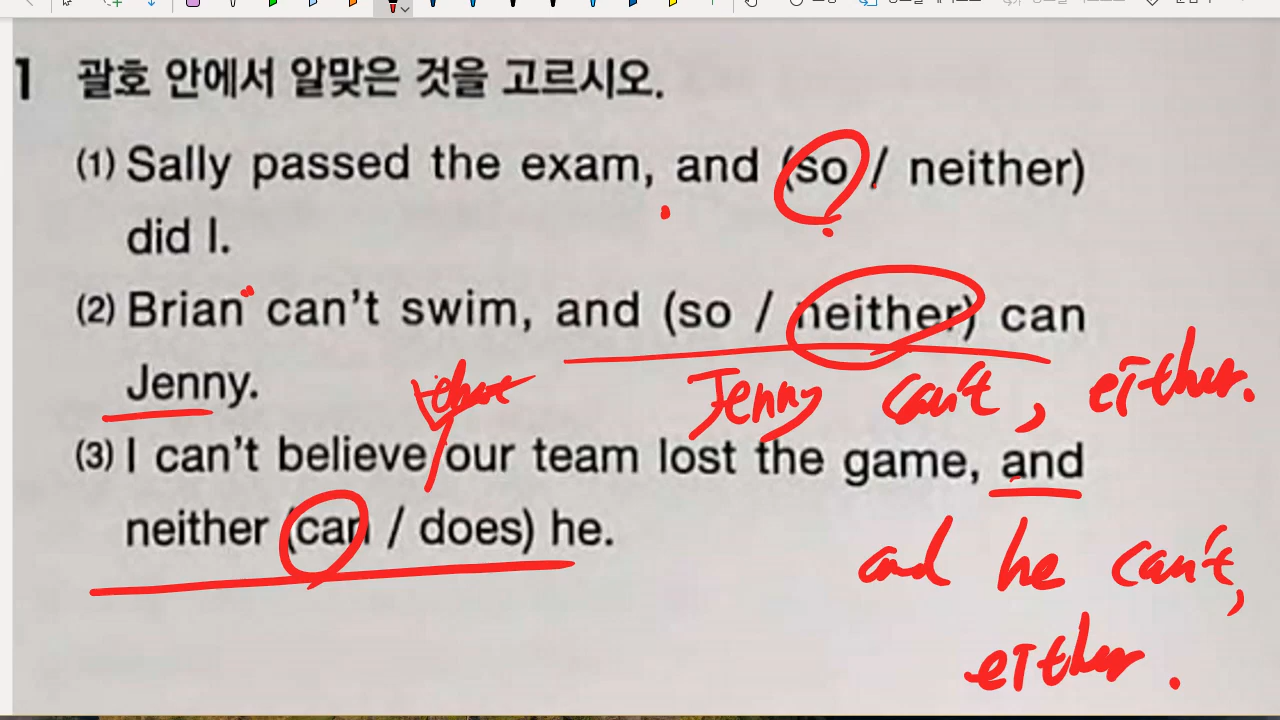 1 괄호 안에서 알맞은 것을 고르시오.
(1) Sally passed the exam, and (so / neither)
did I.
(2) Brian can't swim, and (so / neither) can
Jenny.
that
Jenny can't, either.
(3) I can't believe our team lost the game, and
neither (can / does) he.
and he can't,
either.